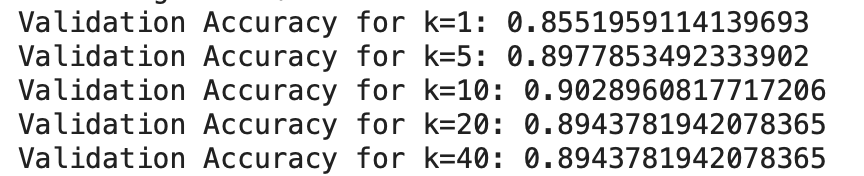 Validation Accuracy for k=1: 0.8551959114139693
Validation Accuracy for k=5: 0.8977853492333902
Validation Accuracy for k=10: 0.9028960817717206
Validation Accuracy for k=20: 0.8943781942078365
Validation Accuracy for k=40: 0.8943781942078365